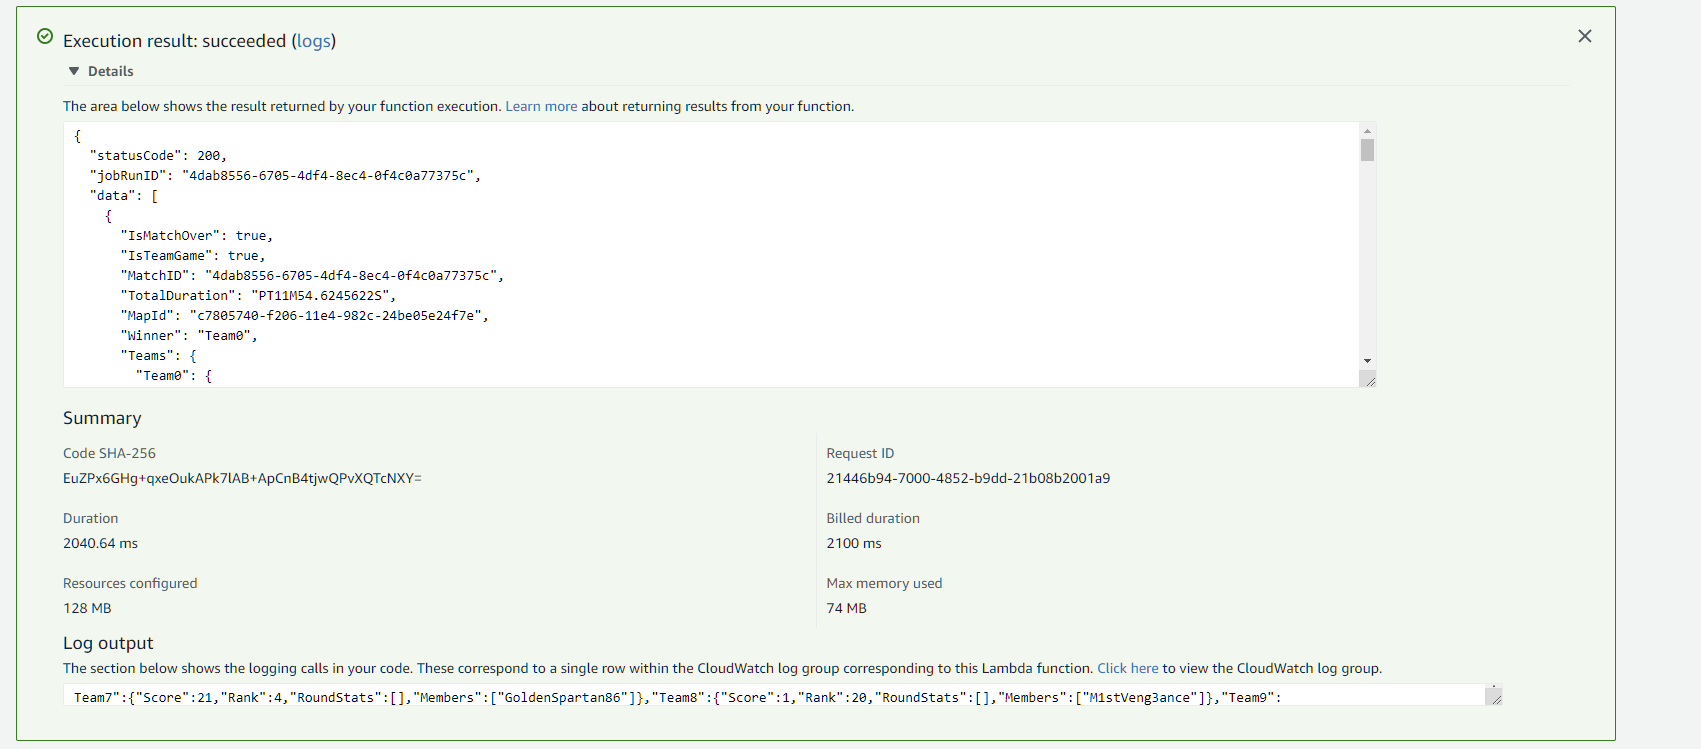 Execution result: succeeded (logs)
Details
The area below shows the result returned by your function execution. Learn more about returning results from your function.
{
"statusCode": 200,
"jobRunID": "4dab8556-6705-4df4-8ec4-0f4c0a77375c",
"data": [
{
"IsMatchOver": true,
"IsTeamGame": true,
"MatchID": "4dab8556-6705-4df4-8ec4-0f4c0a77375c",
"TotalDuration": "PT11M54.6245622S",
"MapId": "c7805740-f206-11e4-982c-24be05e24f7e",
"Winner": "Team0",
"Teams": {
"Team0": {
Summary
Code SHA-256
EuZPx6GHg+qxeOukAPk7lAB+ApCnB4tjwQPvXQTcNXY=
Request ID
21446b94-7000-4852-b9dd-21b08b2001a9
Duration
2040.64 ms
Billed duration
2100 ms
Resources configured
128 MB
Max memory used
74 MB
Log output
The section below shows the logging calls in your code. These correspond to a single row within the CloudWatch log group corresponding to this Lambda function. Click here to view the CloudWatch log group.
Team7":{"Score":21,"Rank":4,"RoundStats":[],"Members":["GoldenSpartan86"]},"Team8":{"Score":1,"Rank":20,"RoundStats":[],"Members":["M1stVeng3ance"]},"Team9":